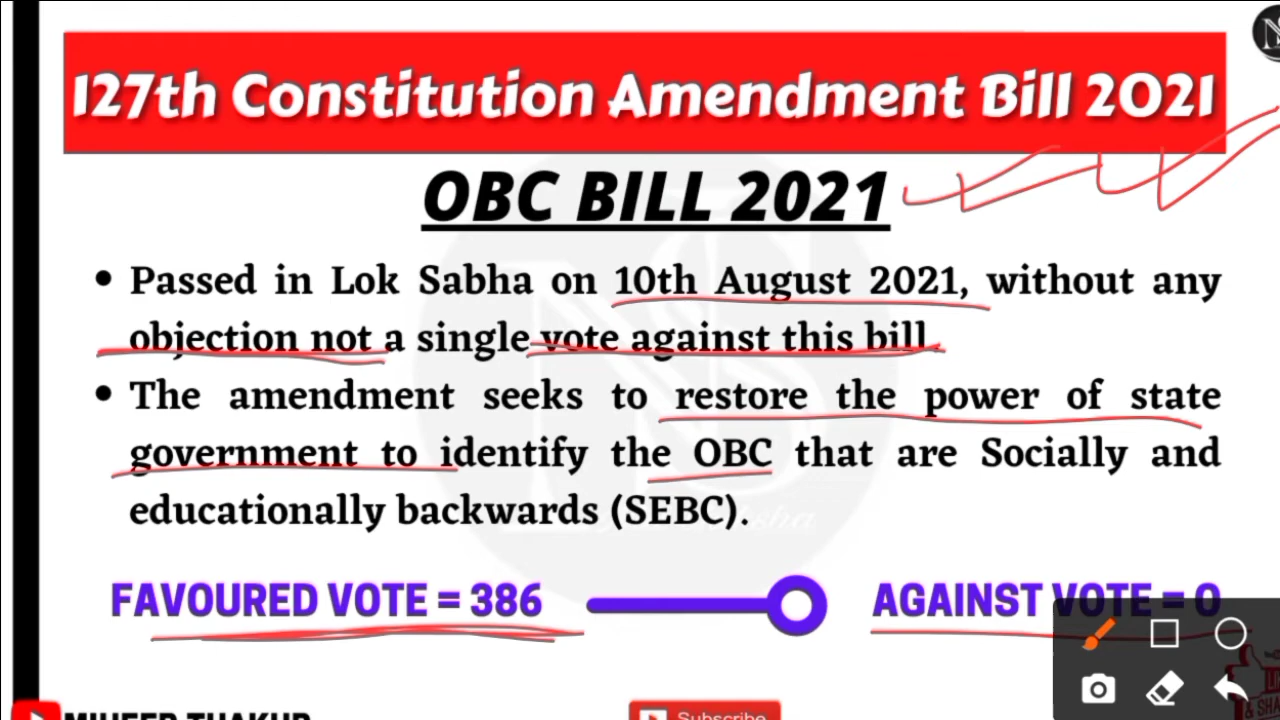 127th Constitution Amendment Bill 2021
OBC BILL 2021
• Passed in Lok Sabha on 10th August 2021, without any
objection not a single vote against this bill.
• The amendment seeks to restore the power of state
government to identify the OBC that are Socially and
educationally backwards (SEBC).
FAVOURED VOTE = 386
AGAINST VOTE = 0
Subscribe